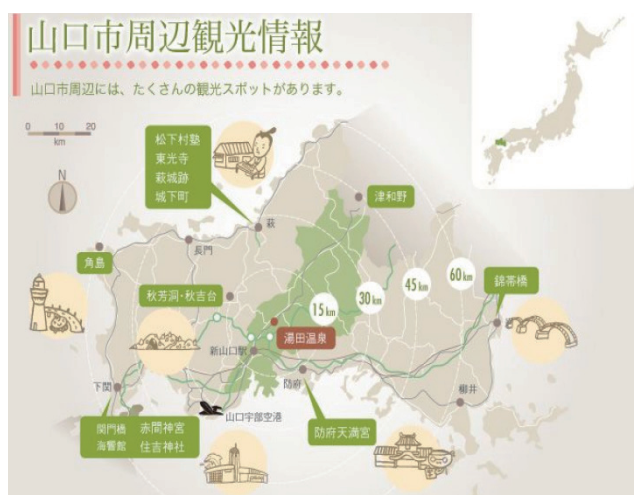 山口市周辺観光情報
山口市周辺には、たくさんの観光スポットがあります。
0 10 20
km
N
松下村塾
東光寺
萩城跡
城下町
萩
津和野
長門
角島
秋芳洞・秋吉台
15km
30km
45km
60km
錦帯橋
湯田温泉
新山口駅
防府
下関
柳井
山口宇部空港
関門橋 赤間神宮
海響館 住吉神社
防府天満宮